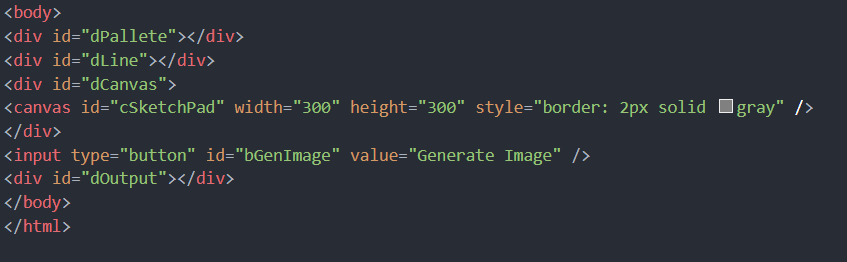 <body>
<div id="dPallete"></div>
<div id="dLine"></div>
<div id="dCanvas">
<canvas id="cSketchPad" width="300" height="300" style="border: 2px solid gray" />
</div>
<input type="button" id="bGenImage" value="Generate Image" />
<div id="dOutput"></div>
</body>
</html>